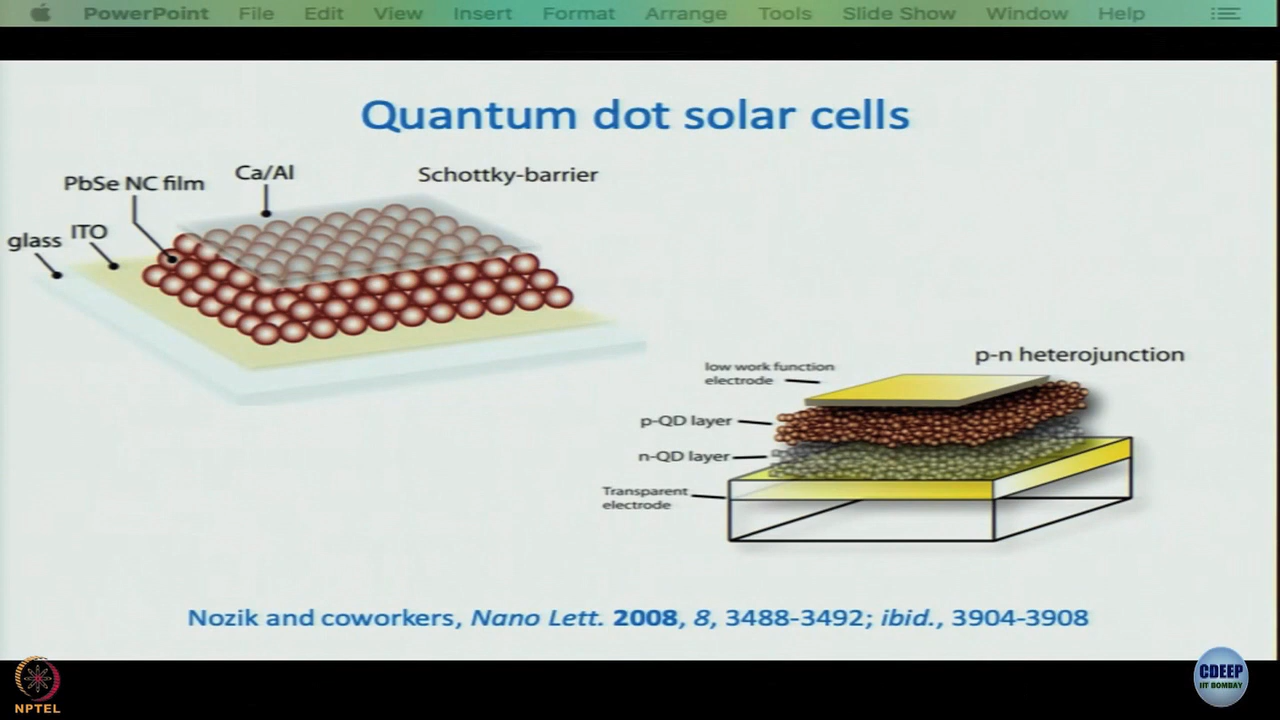 PowerPoint File Edit View Insert Format Arrange Tools Slide Show Window Help
Quantum dot solar cells
Ca/Al
Schottky-barrier
PbSe NC film
ITO
glass
p-n heterojunction
low work function
electrode
p-QD layer
n-QD layer
Transparent
electrode
Nozik and coworkers, Nano Lett. 2008, 8, 3488-3492; ibid., 3904-3908
NPTEL
CDEEP
IIT BOMBAY